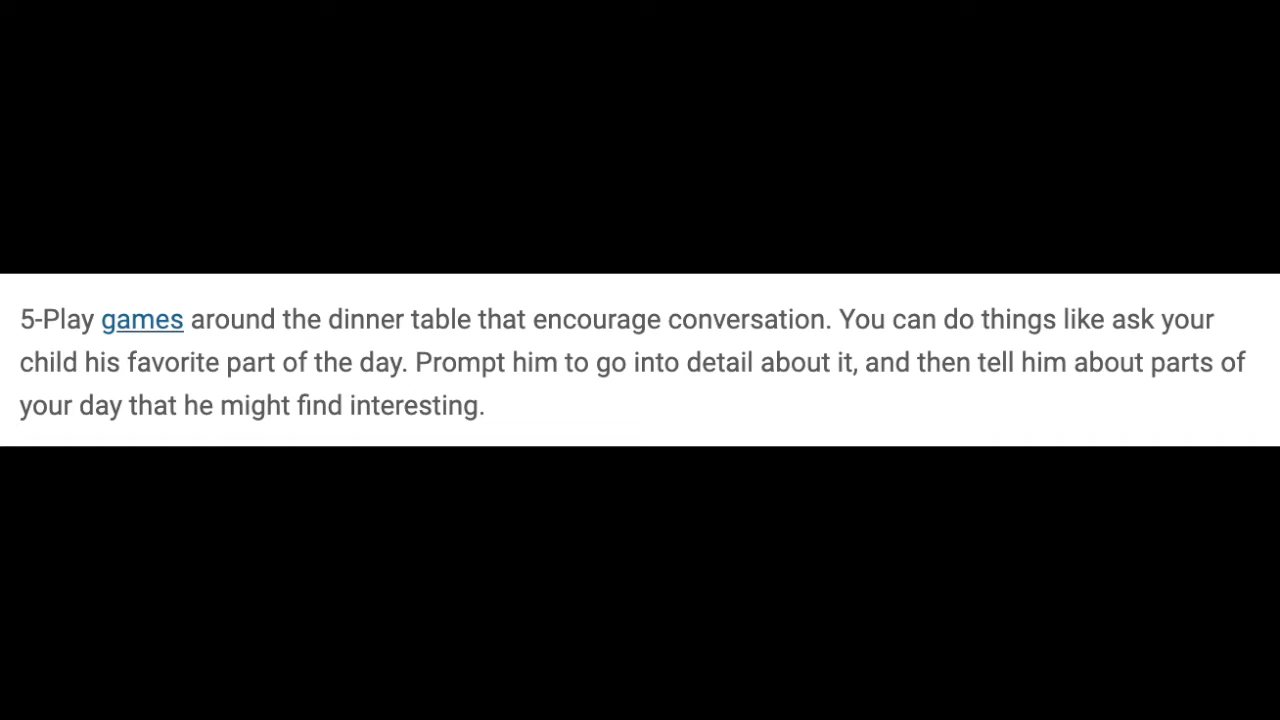 5-Play games around the dinner table that encourage conversation. You can do things like ask your
child his favorite part of the day. Prompt him to go into detail about it, and then tell him about parts of
your day that he might find interesting.